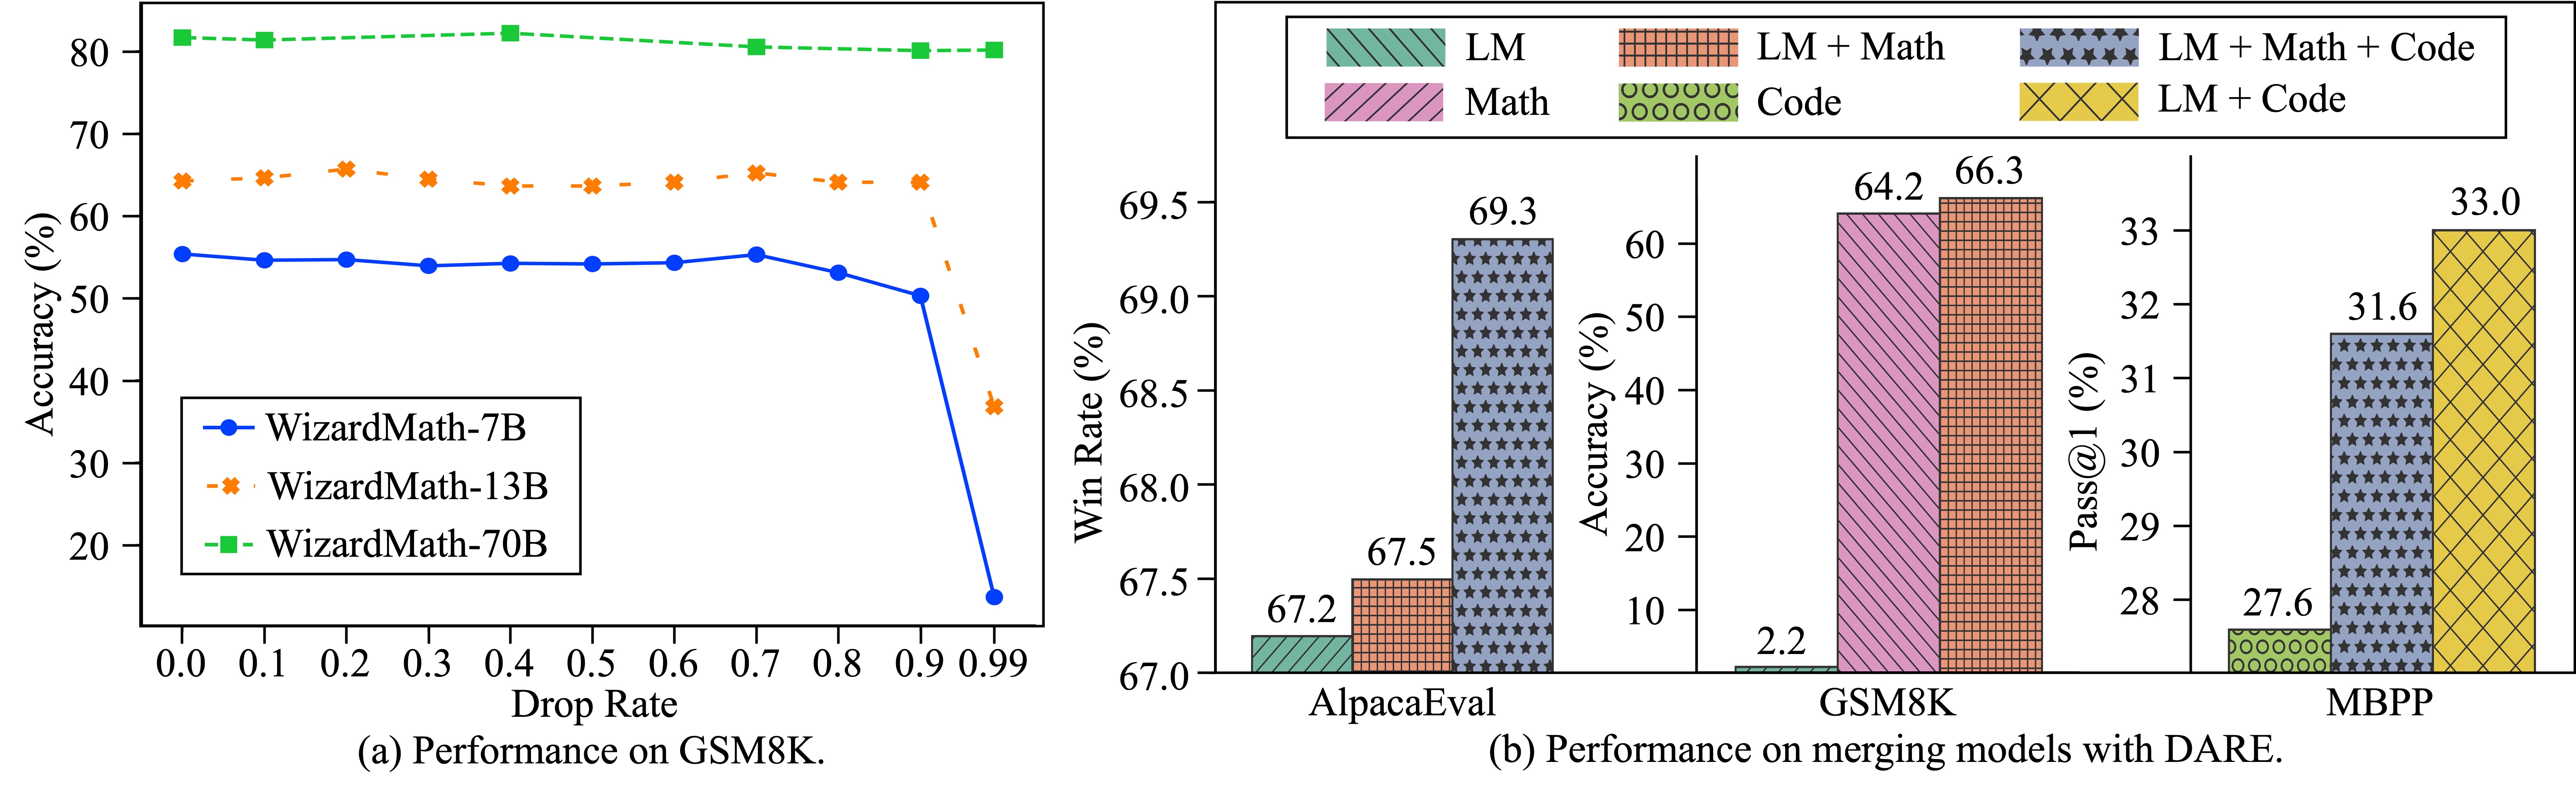 Accuracy (%)
80
70
60
50
40
30
20
WizardMath-7B
WizardMath-13B
WizardMath-70B
0.0 0.1 0.2 0.3 0.4 0.5 0.6 0.7 0.8 0.9 0.99
Drop Rate
(a) Performance on GSM8K.
LM LM + Math LM + Math + Code
Math Code LM + Code
Win Rate (%)
69.5
69.0
68.5
68.0
67.5
67.0
67.2
67.5
69.3
AlpacaEval
Accuracy (%)
60
50
40
30
20
10
2.2
64.2
66.3
GSM8K
Pass@1 (%)
33
32
31
30
29
28
27.6
31.6
33.0
MBPP
(b) Performance on merging models with DARE.